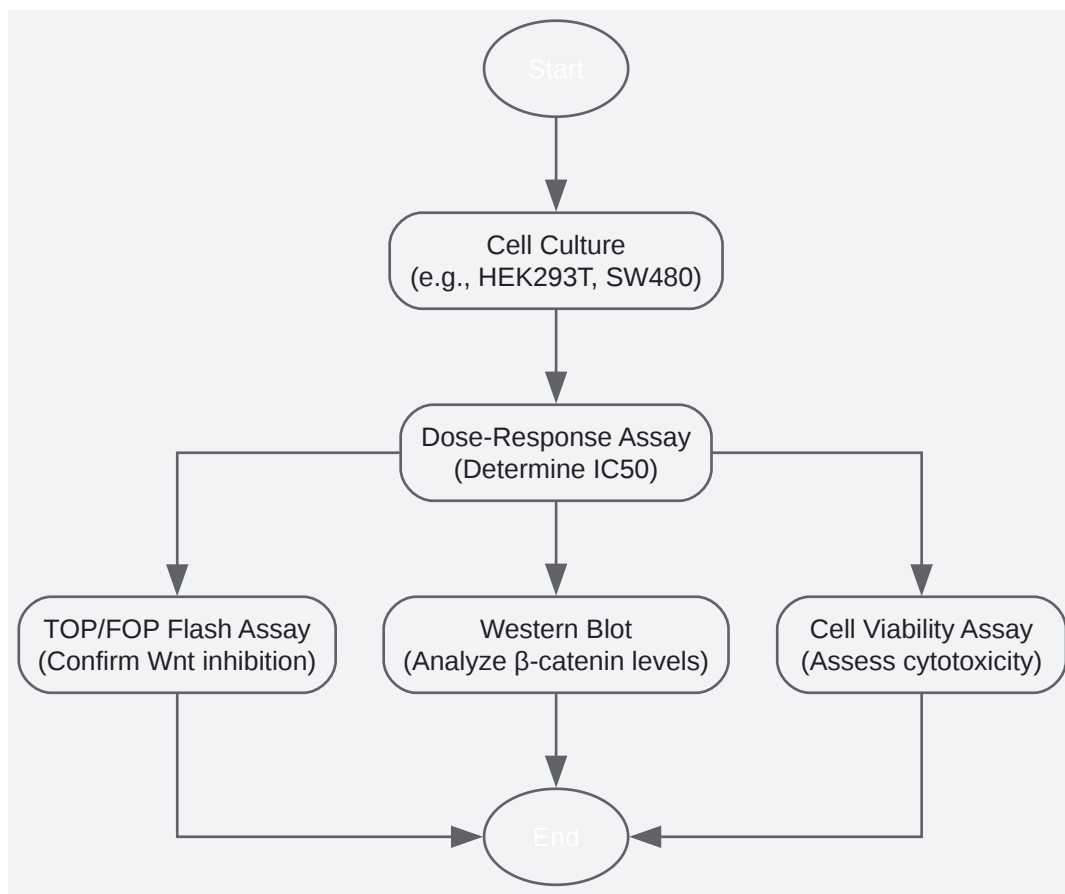 Start
Cell Culture
(e.g., HEK293T, SW480)
Dose-Response Assay
(Determine IC50)
TOP/FOP Flash Assay
(Confirm Wnt inhibition)
Western Blot
(Analyze β-catenin levels)
Cell Viability Assay
(Assess cytotoxicity)
End